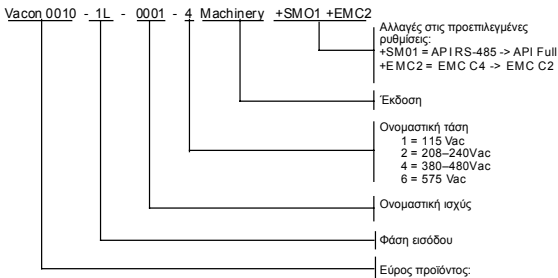 Vacon 0010 - 1L - 0001 - 4 Machinery +SMO1 +EMC2
Αλλαγές στις προεπιλεγμένες
ρυθμίσεις:
+SM01 = API RS-485 -> API Full
+EMC2 = EMC C4 -> EMC C2
Έκδοση
Ονομαστική τάση
1 = 115 Vac
2 = 208–240Vac
4 = 380–480Vac
6 = 575 Vac
Ονομαστική ισχύς
Φάση εισόδου
Εύρος προϊόντος: